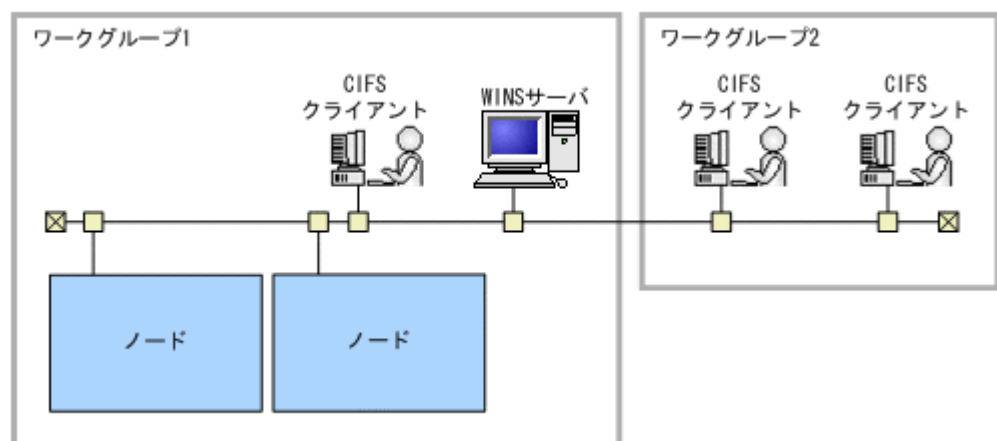 ワークグループ1
ワークグループ2
CIFS
クライアント
WINSサーバ
CIFS
クライアント
CIFS
クライアント
ノード
ノード